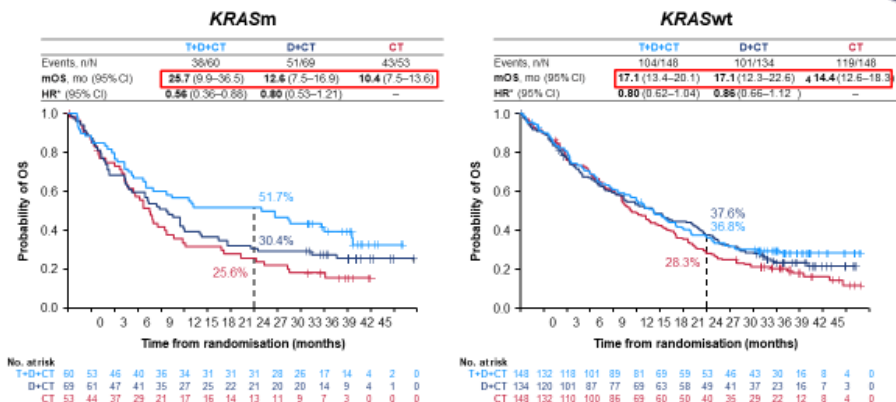 KRASm
T+D+CT D+CT CT
Events, n/N 38/60 51/69 43/53
mOS, mo (95% CI) 25.7 (9.9–36.5) 12.6 (7.5–16.9) 10.4 (7.5–13.6)
HR* (95% CI) 0.56 (0.36–0.88) 0.80 (0.53–1.21) –
1.0
0.8
0.6
0.4
0.2
0.0
Probability of OS
51.7%
30.4%
25.6%
0 3 6 9 12 15 18 21 24 27 30 33 36 39 42 45
Time from randomisation (months)
No. at risk
T+D+CT 60 53 46 40 36 34 31 31 31 28 26 17 14 4 2 0
D+CT 69 61 47 41 35 27 25 22 21 20 20 14 9 4 1 0
CT 53 44 37 29 21 17 16 14 13 11 9 7 3 0 0 0
KRASwt
T+D+CT D+CT CT
Events, n/N 104/148 101/134 119/148
mOS, mo (95% CI) 17.1 (13.4–20.1) 17.1 (12.3–22.6) 4 14.4 (12.6–18.3)
HR* (95% CI) 0.80 (0.62–1.04) 0.86 (0.66–1.12 ) –
1.0
0.8
0.6
0.4
0.2
0.0
Probability of OS
37.6%
36.8%
28.3%
0 3 6 9 12 15 18 21 24 27 30 33 36 39 42 45
Time from randomisation (months)
No. at risk
T+D+CT 148 132 118 101 89 81 69 59 53 46 43 30 16 8 4 0
D+CT 134 120 101 87 77 69 63 58 49 41 37 23 16 7 3 0
CT 148 132 110 100 86 69 60 50 40 36 29 22 12 8 4 0